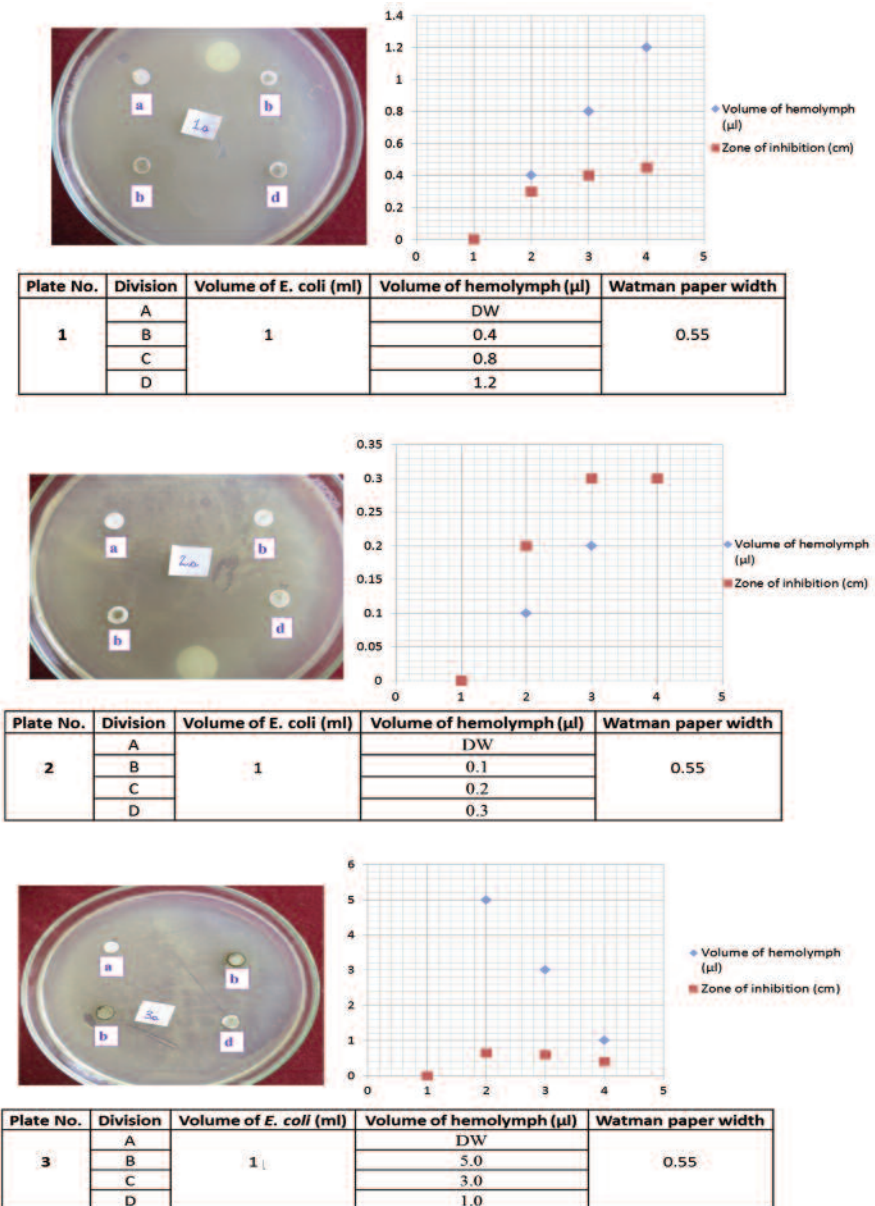 1.4
1.2
1
0.8
0.6
0.4
0.2
0
0 1 2 3 4 5
Volume of hemolymph
(µl)
Zone of inhibition (cm)
a
b
1a
b
d
Plate No. Division Volume of E. coli (ml) Volume of hemolymph (µl) Watman paper width
1 A 1 DW 0.55
B 0.4
C 0.8
D 1.2
0.35
0.3
0.25
0.2
0.15
0.1
0.05
0
0 1 2 3 4 5
Volume of hemolymph
(µl)
Zone of inhibition (cm)
a
b
2a
b
d
Plate No. Division Volume of E. coli (ml) Volume of hemolymph (µl) Watman paper width
2 A 1 DW 0.55
B 0.1
C 0.2
D 0.3
6
5
4
3
2
1
0
0 1 2 3 4 5
Volume of hemolymph
(µl)
Zone of inhibition (cm)
a
b
3a
b
d
Plate No. Division Volume of E. coli (ml) Volume of hemolymph (µl) Watman paper width
3 A 1 DW 0.55
B 5.0
C 3.0
D 1.0